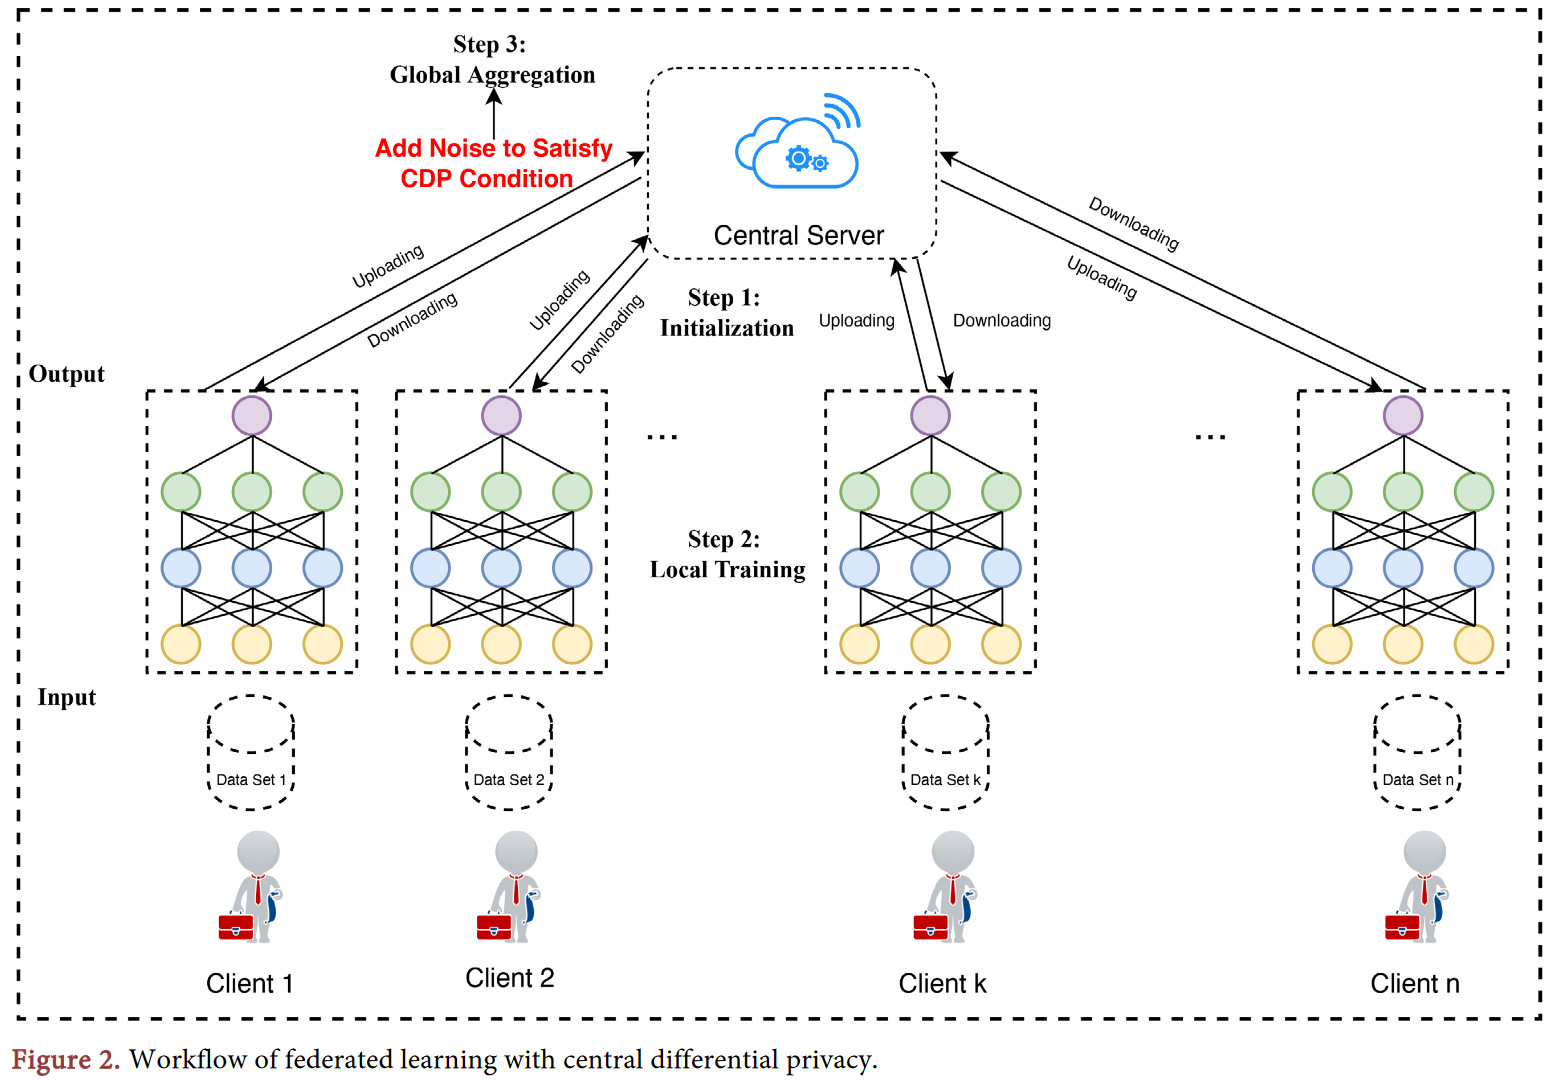 Step 3:
Global Aggregation
Add Noise to Satisfy
CDP Condition
Central Server
Uploading
Downloading
Uploading
Downloading
Step 1:
Initialization
Uploading
Downloading
Downloading
Uploading
Output
...
...
Step 2:
Local Training
Input
Data Set 1
Data Set 2
Data Set k
Data Set n
Client 1
Client 2
Client k
Client n
Figure 2. Workflow of federated learning with central differential privacy.